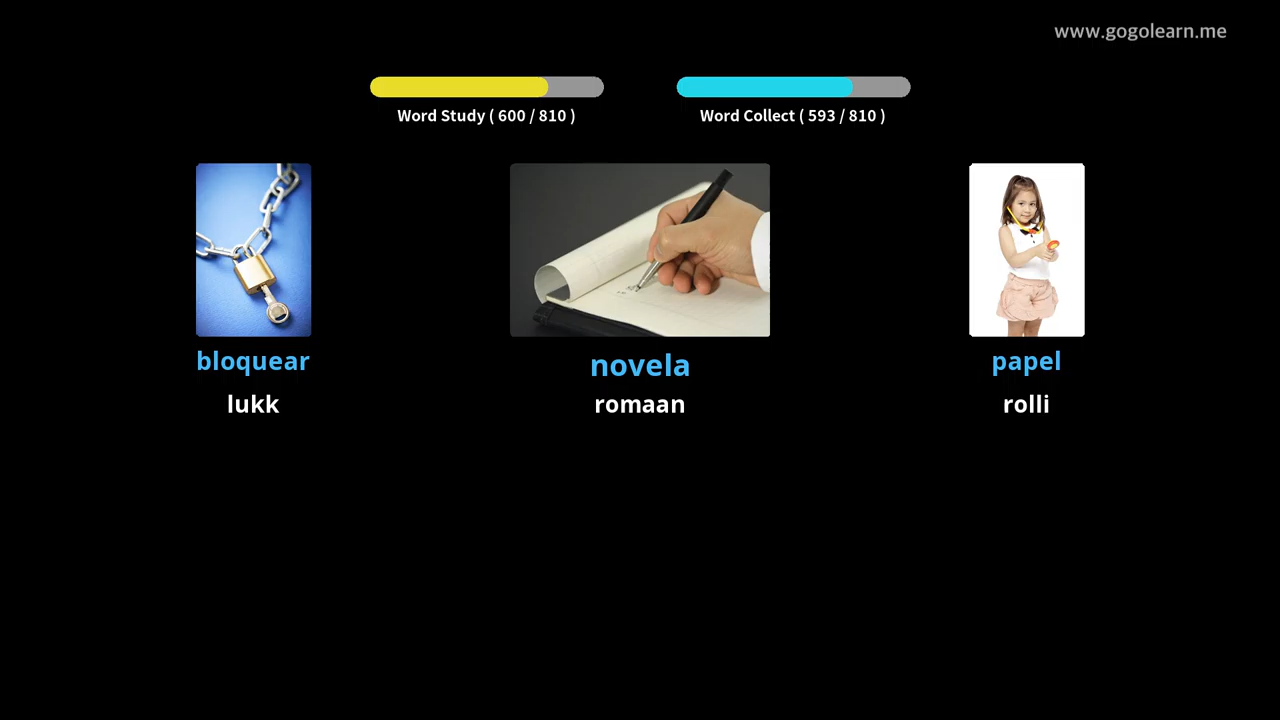 www.gogolearn.me
Word Study ( 600 / 810 )
Word Collect ( 593 / 810 )
bloquear
novela
papel
lukk
romaan
rolli